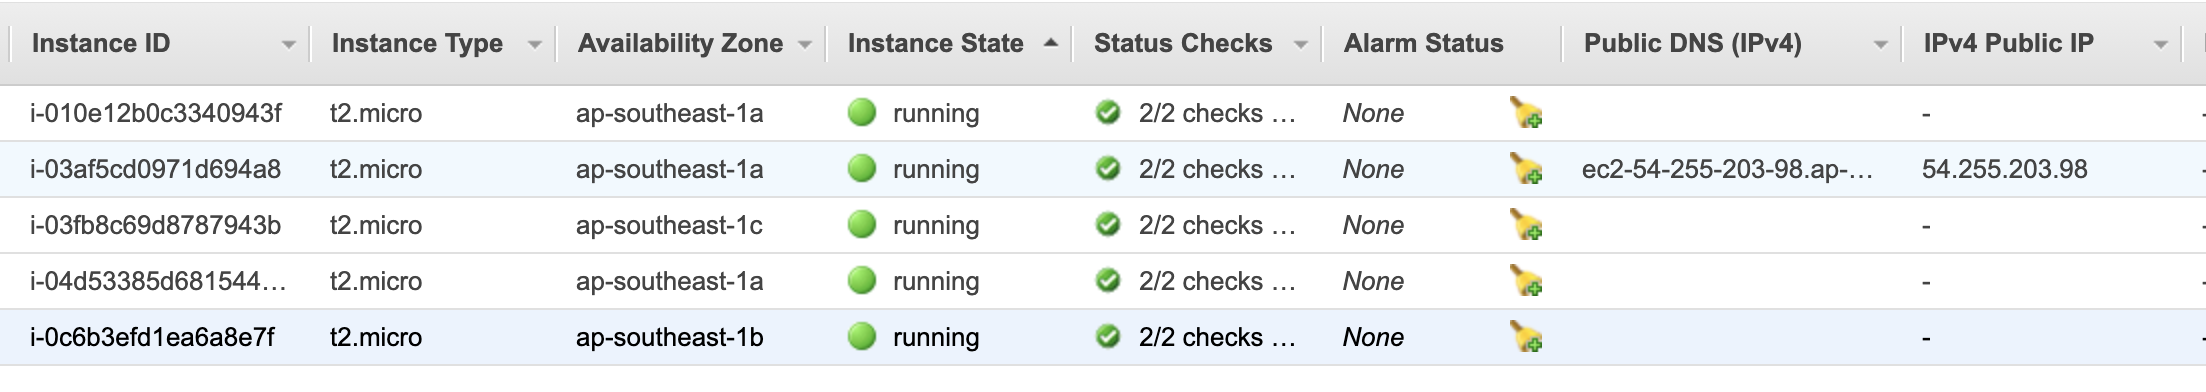 Instance ID Instance Type Availability Zone Instance State Status Checks Alarm Status Public DNS (IPv4) IPv4 Public IP
i-010e12b0c3340943f t2.micro ap-southeast-1a running 2/2 checks ... None -
i-03af5cd0971d694a8 t2.micro ap-southeast-1a running 2/2 checks ... None ec2-54-255-203-98.ap-... 54.255.203.98
i-03fb8c69d8787943b t2.micro ap-southeast-1c running 2/2 checks ... None -
i-04d53385d681544... t2.micro ap-southeast-1a running 2/2 checks ... None -
i-0c6b3efd1ea6a8e7f t2.micro ap-southeast-1b running 2/2 checks ... None -